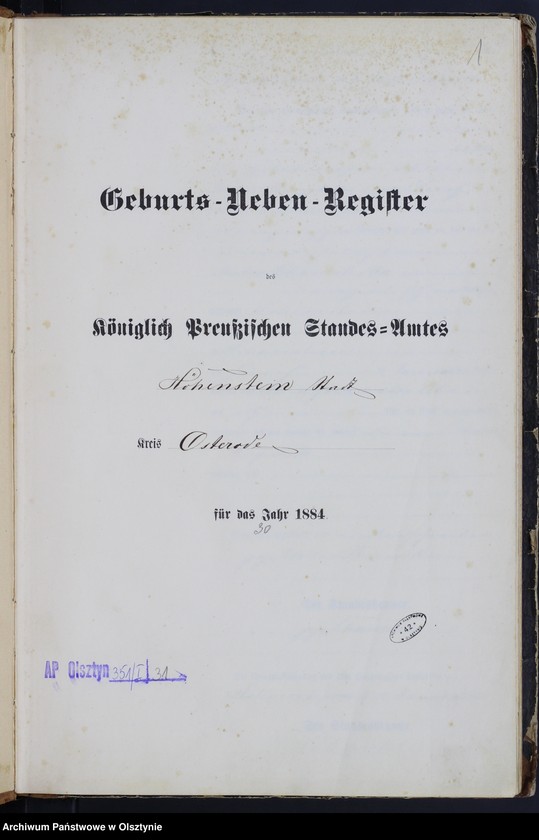 1
Geburts-Neben-Register
des
Königlich Preußischen Standes-Amtes
Hohenstein Stadt
Kreis Osterode
für das Jahr 1884
30
42
AP Olsztyn 351/I/31
Archiwum Państwowe w Olsztynie